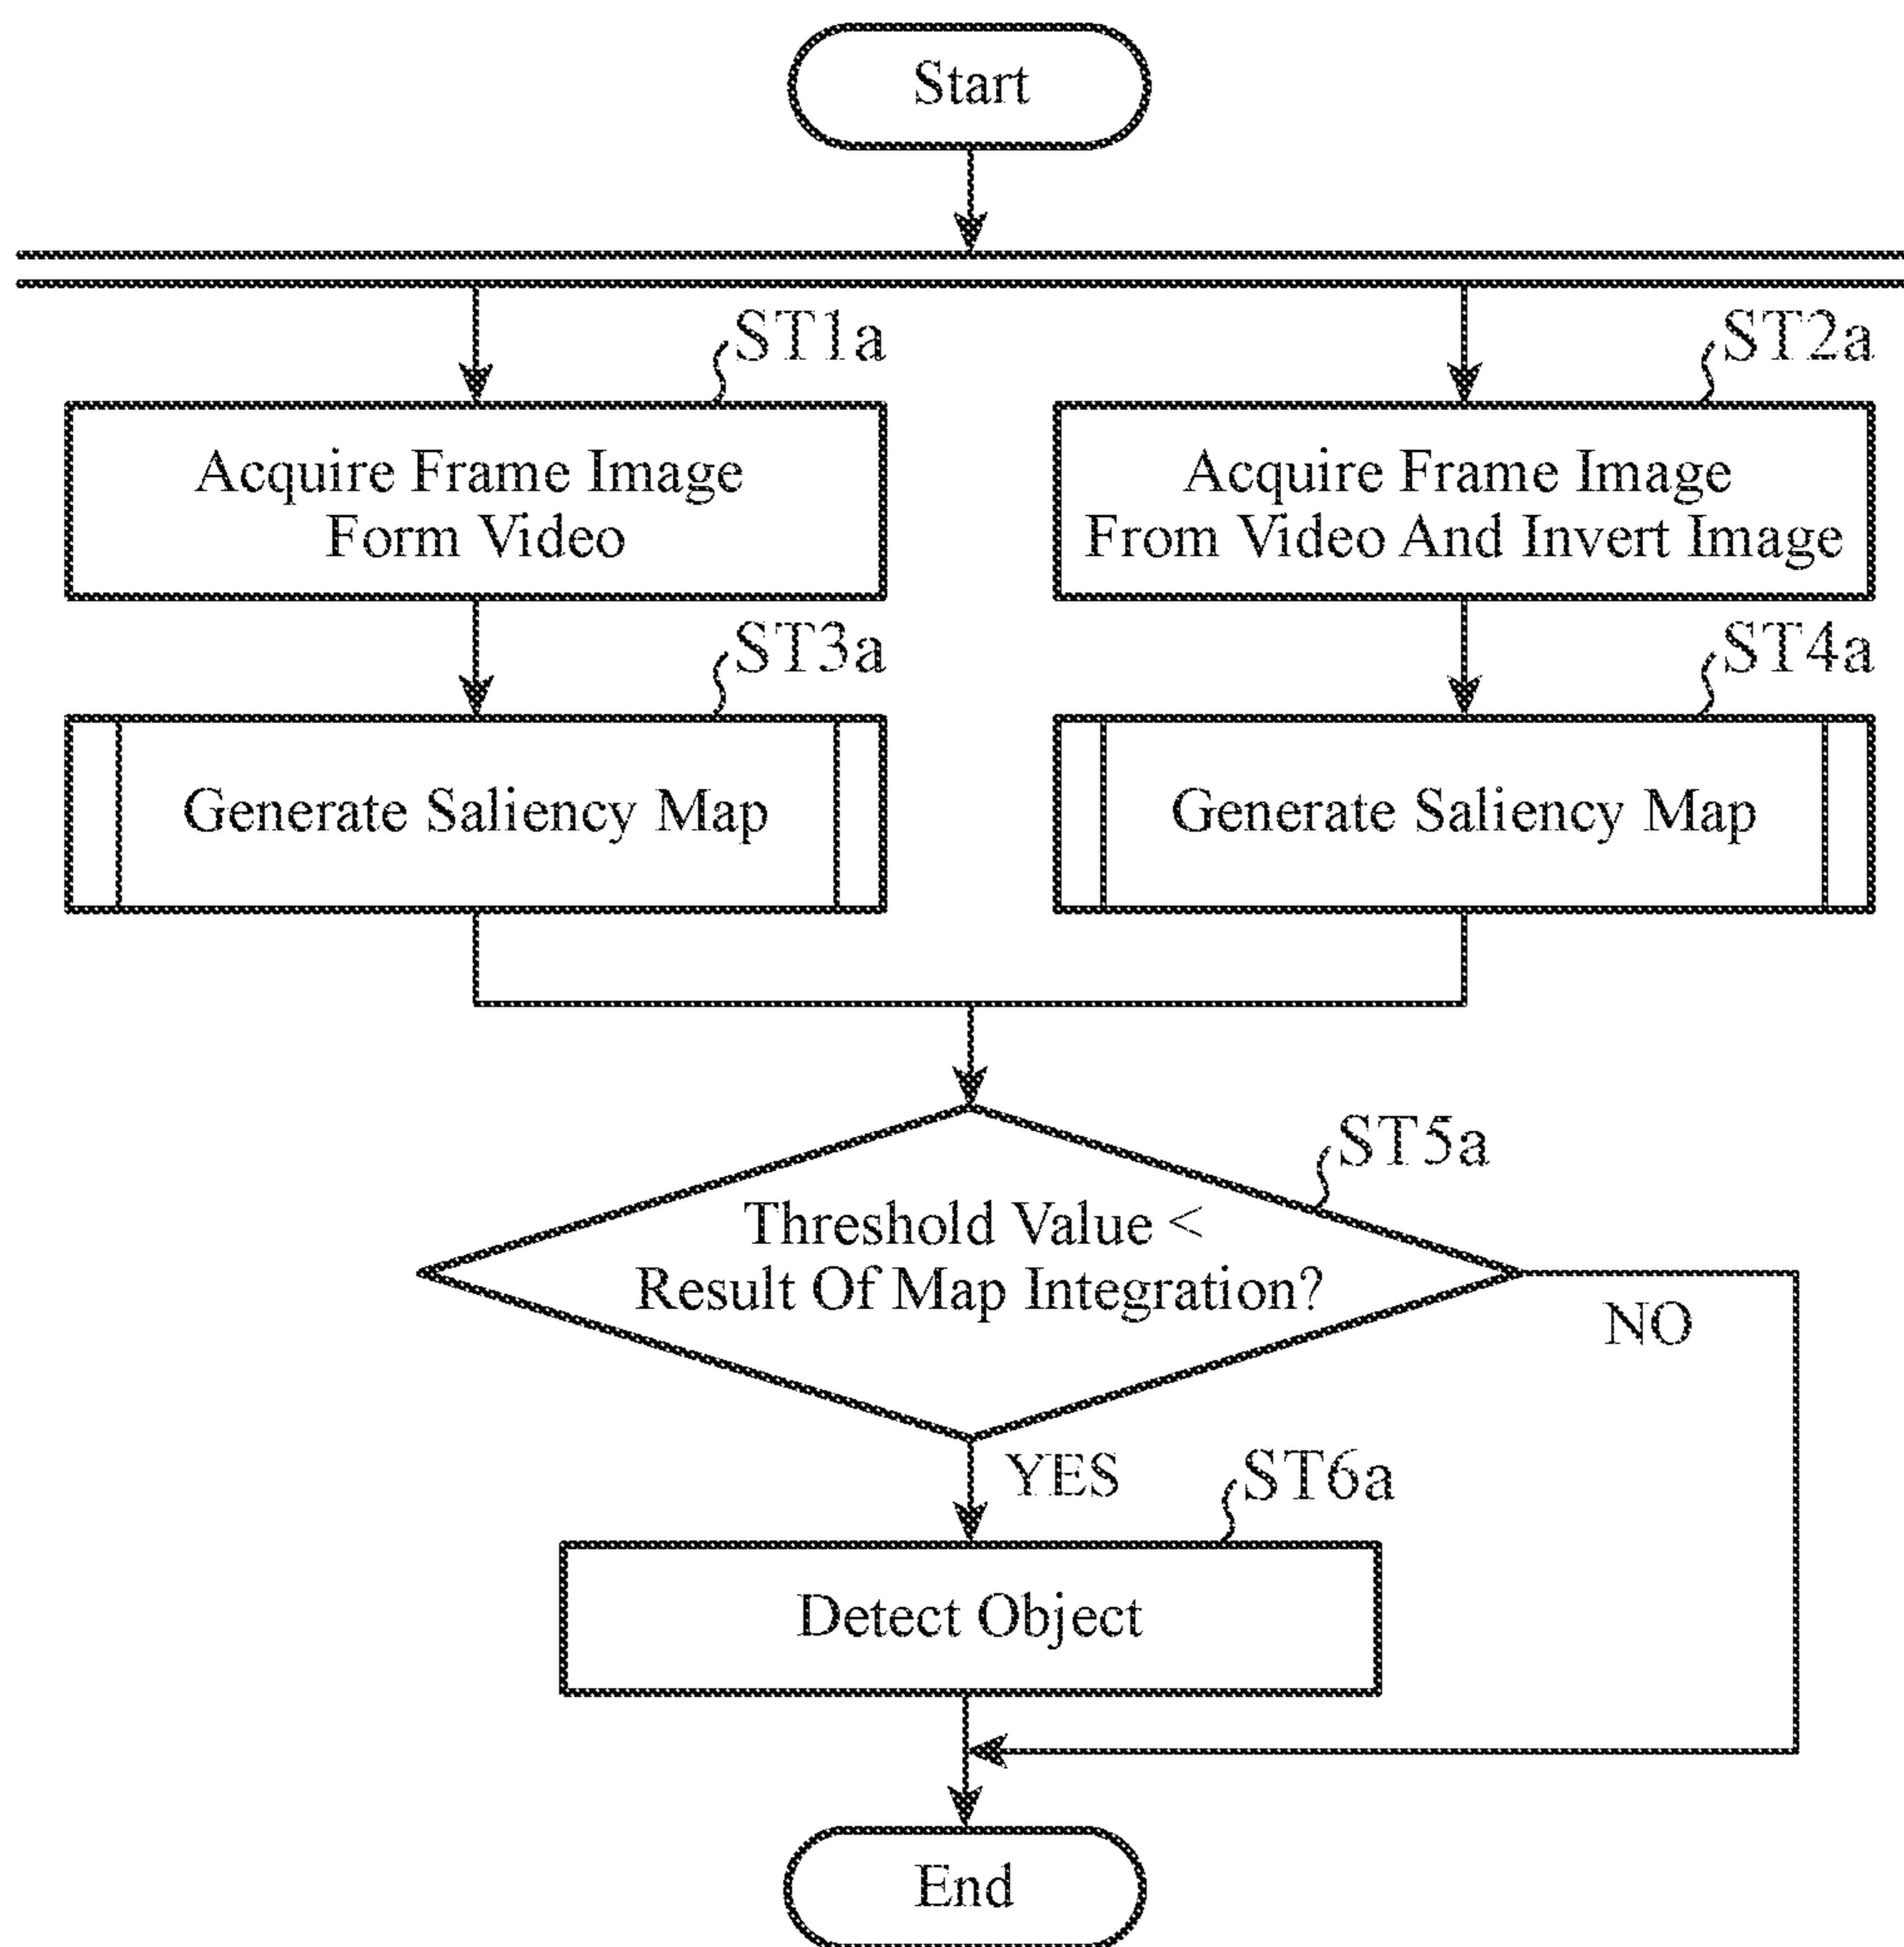 Start
ST1a
ST2a
Acquire Frame Image
Form Video
Acquire Frame Image
From Video And Invert Image
ST3a
ST4a
Generate Saliency Map
Generate Saliency Map
ST5a
Threshold Value <
Result Of Map Integration?
NO
YES
ST6a
Detect Object
End